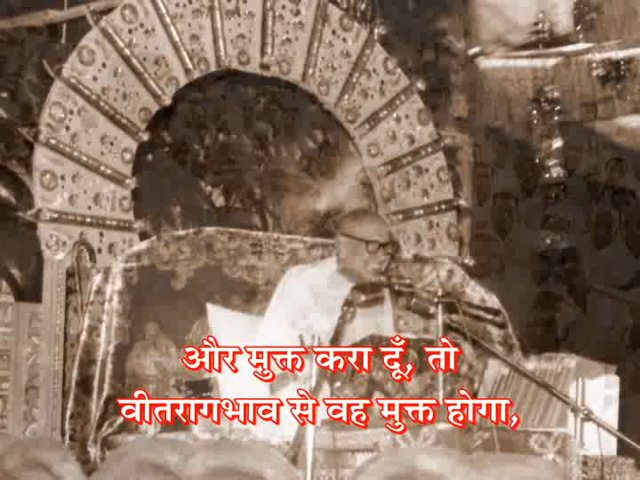 और मुक्त करा दूँ, तो
वीतरागभाव से वह मुक्त होगा,